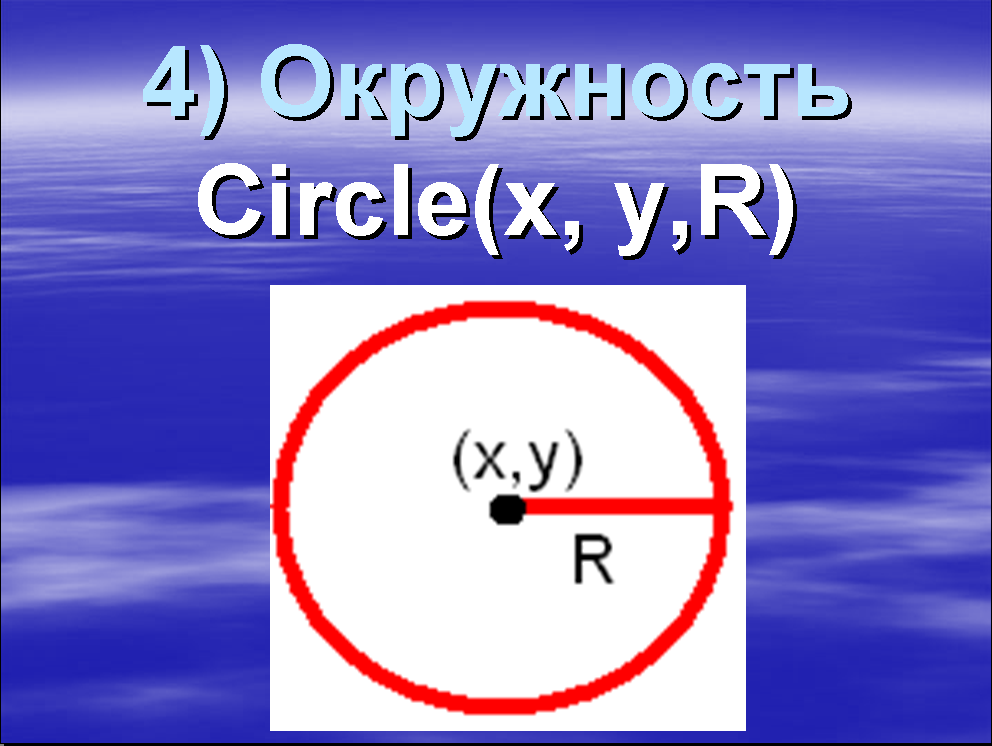 4) Окружность
Circle(x, y,R)
(x,y)
R